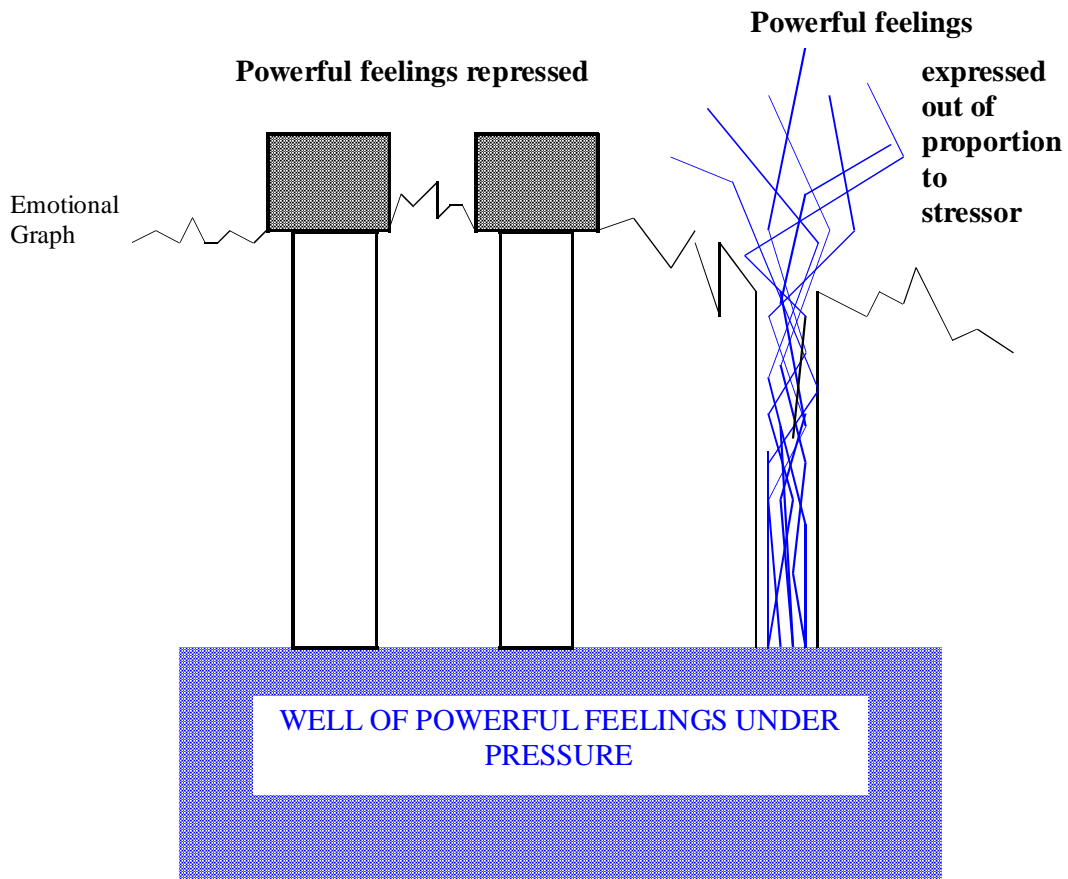 Powerful feelings
Powerful feelings repressed
expressed
out of
proportion
to
stressor
Emotional
Graph
WELL OF POWERFUL FEELINGS UNDER
PRESSURE